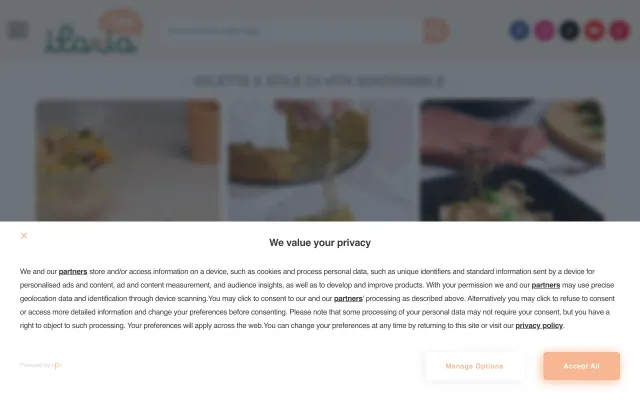 ilaria
RICETTE E STILE DI VITA SOSTENIBILE
We value your privacy
We and our partners store and/or access information on a device, such as cookies and process personal data, such as unique identifiers and standard information sent by a device for
personalised ads and content, ad and content measurement, and audience insights, as well as to develop and improve products. With your permission we and our partners may use precise
geolocation data and identification through device scanning.You may click to consent to our and our partners' processing as described above. Alternatively you may click to refuse to consent
or access more detailed information and change your preferences before consenting. Please note that some processing of your personal data may not require your consent, but you have a
right to object to such processing. Your preferences will apply across the web.You can change your preferences at any time by returning to this site or visit our privacy policy.
Powered by
Manage Options
Accept All